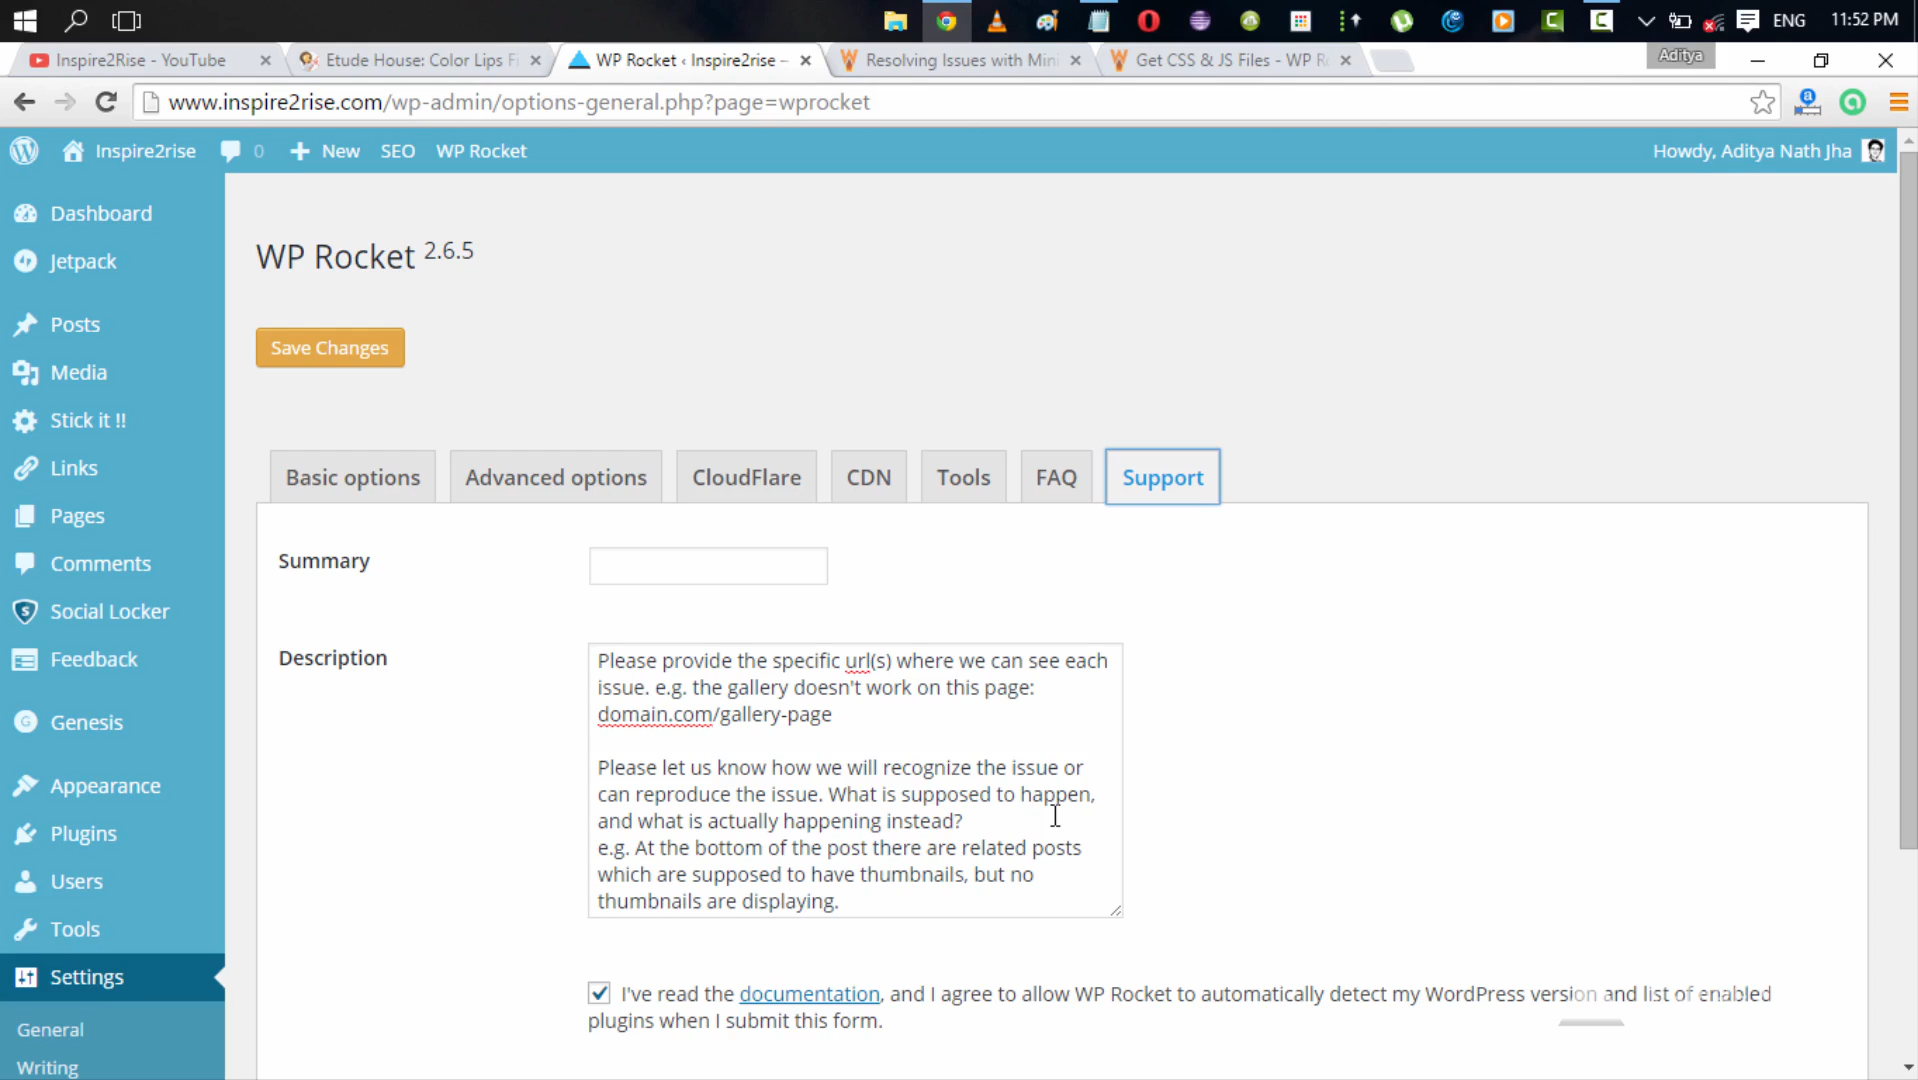 ENG 11:52 PM
Inspire2Rise - YouTube
Etude House: Color Lips Fi
WP Rocket ‹ Inspire2rise –
Resolving Issues with Mini
Get CSS & JS Files - WP R
Aditya
www.inspire2rise.com/wp-admin/options-general.php?page=wprocket
Inspire2rise 0 New SEO WP Rocket Howdy, Aditya Nath Jha
Dashboard
Jetpack
Posts
Media
Stick it !!
Links
Pages
Comments
Social Locker
Feedback
Genesis
Appearance
Plugins
Users
Tools
Settings
General
Writing
WP Rocket 2.6.5
Save Changes
Basic options Advanced options CloudFlare CDN Tools FAQ Support
Summary
Description
Please provide the specific url(s) where we can see each
issue. e.g. the gallery doesn't work on this page:
domain.com/gallery-page
Please let us know how we will recognize the issue or
can reproduce the issue. What is supposed to happen,
and what is actually happening instead?
e.g. At the bottom of the post there are related posts
which are supposed to have thumbnails, but no
thumbnails are displaying.
I've read the documentation, and I agree to allow WP Rocket to automatically detect my WordPress version and list of enabled
plugins when I submit this form.